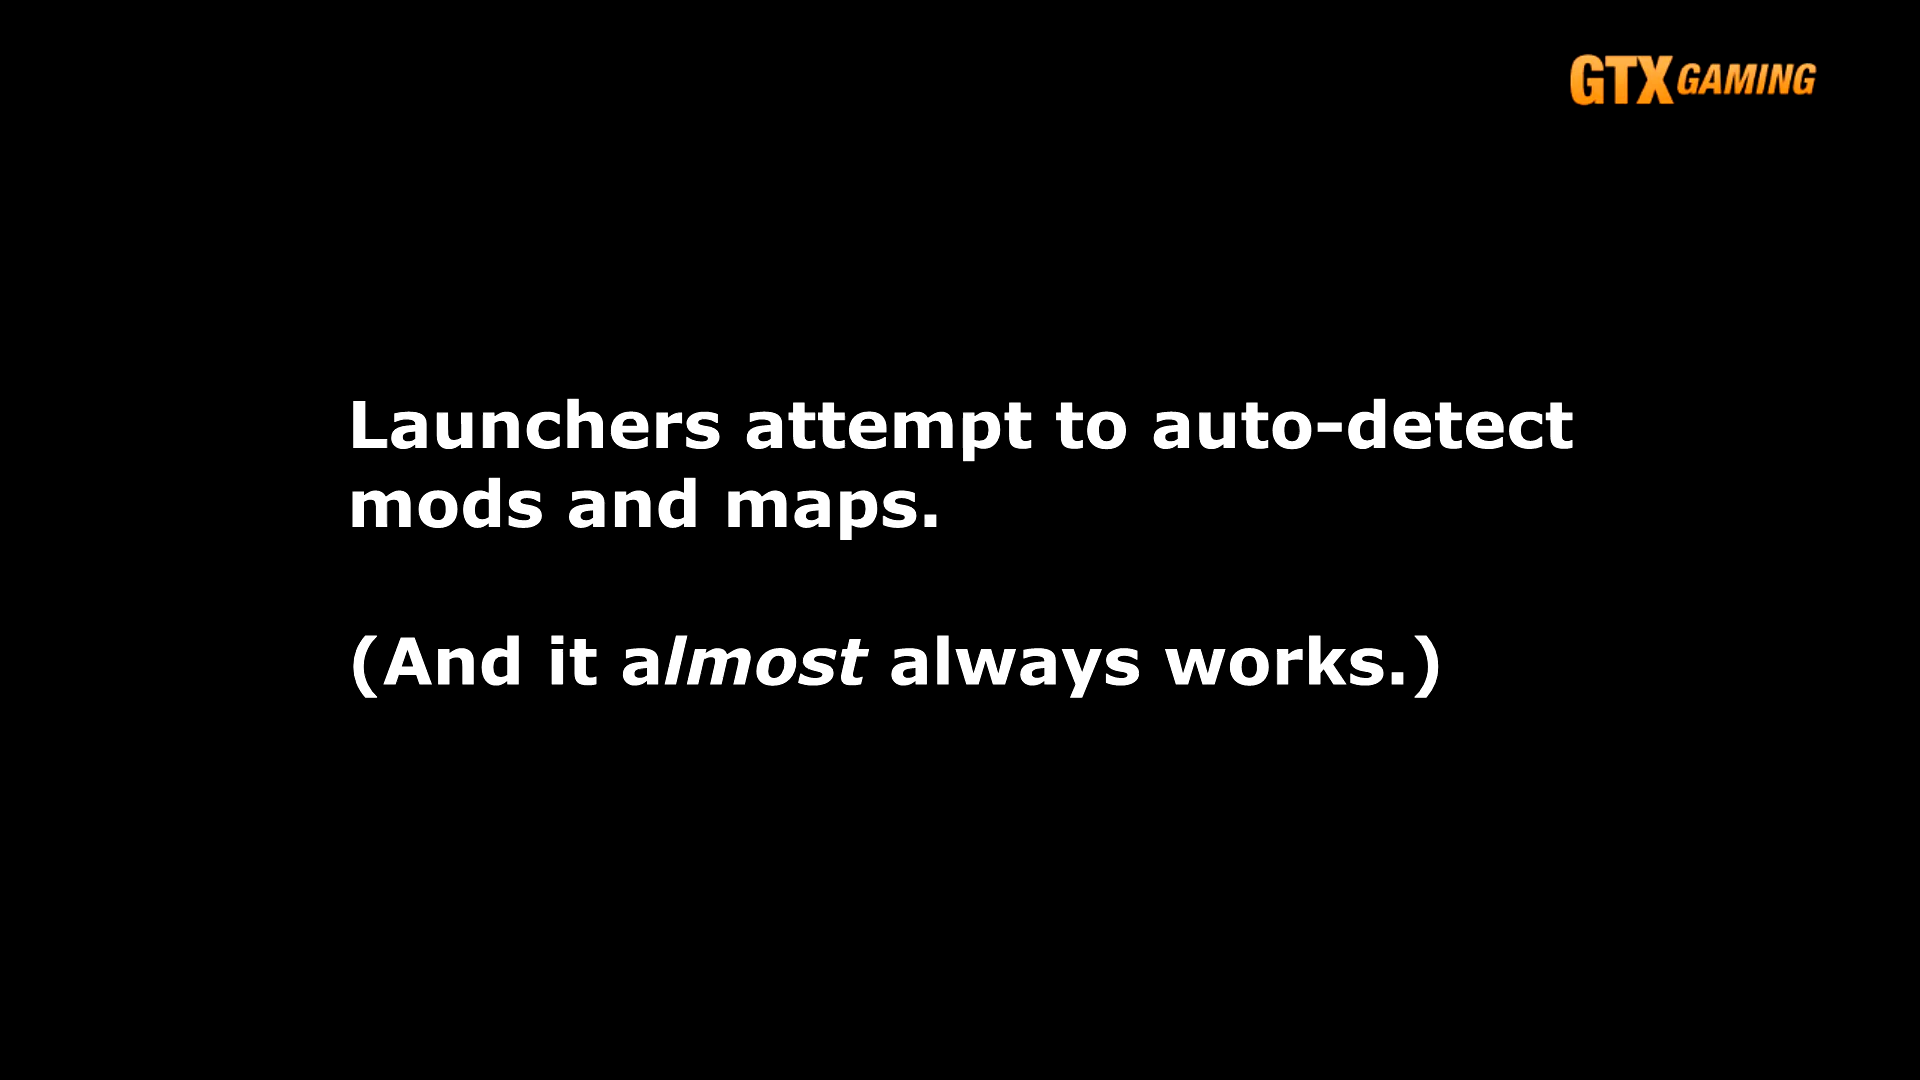 GTX GAMING
Launchers attempt to auto-detect
mods and maps.
(And it almost always works.)